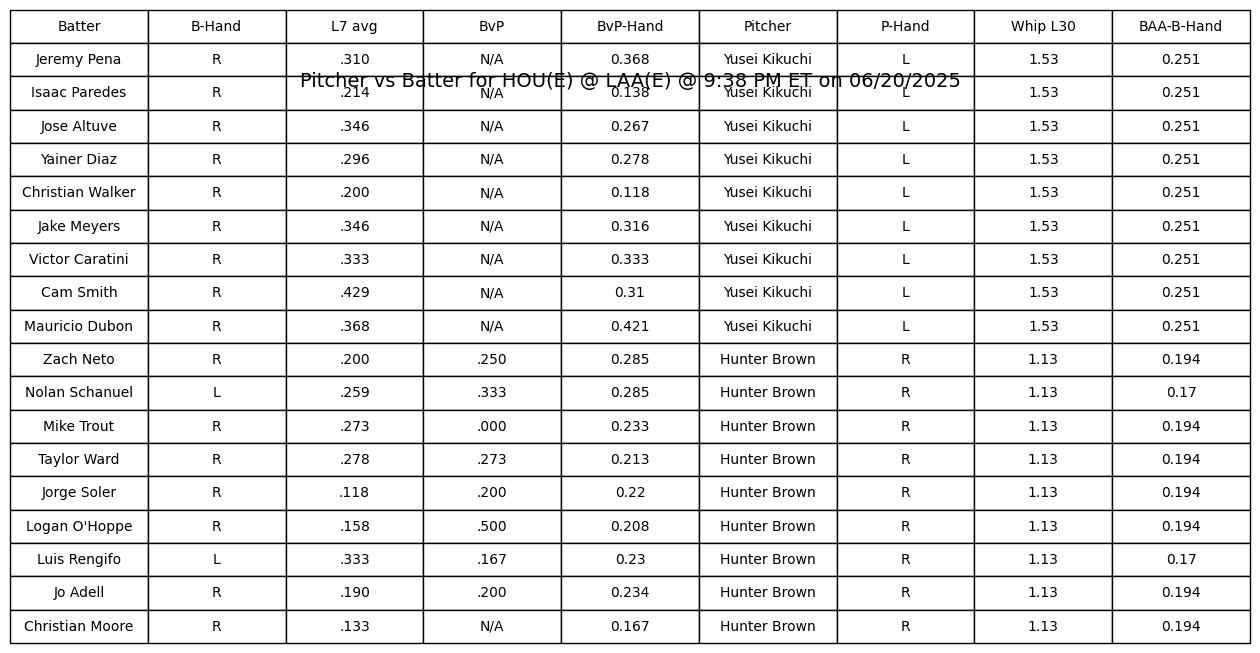 Batter B-Hand L7 avg BvP BvP-Hand Pitcher P-Hand Whip L30 BAA-B-Hand
Jeremy Pena R .310 N/A 0.368 Yusei Kikuchi L 1.53 0.251
Pitcher vs Batter for HOU(E) @ LAA(E) @ 9:38 PM ET on 06/20/2025
Isaac Paredes R .214 N/A 0.138 Yusei Kikuchi L 1.53 0.251
Jose Altuve R .346 N/A 0.267 Yusei Kikuchi L 1.53 0.251
Yainer Diaz R .296 N/A 0.278 Yusei Kikuchi L 1.53 0.251
Christian Walker R .200 N/A 0.118 Yusei Kikuchi L 1.53 0.251
Jake Meyers R .346 N/A 0.316 Yusei Kikuchi L 1.53 0.251
Victor Caratini R .333 N/A 0.333 Yusei Kikuchi L 1.53 0.251
Cam Smith R .429 N/A 0.31 Yusei Kikuchi L 1.53 0.251
Mauricio Dubon R .368 N/A 0.421 Yusei Kikuchi L 1.53 0.251
Zach Neto R .200 .250 0.285 Hunter Brown R 1.13 0.194
Nolan Schanuel L .259 .333 0.285 Hunter Brown R 1.13 0.17
Mike Trout R .273 .000 0.233 Hunter Brown R 1.13 0.194
Taylor Ward R .278 .273 0.213 Hunter Brown R 1.13 0.194
Jorge Soler R .118 .200 0.22 Hunter Brown R 1.13 0.194
Logan O'Hoppe R .158 .500 0.208 Hunter Brown R 1.13 0.194
Luis Rengifo L .333 .167 0.23 Hunter Brown R 1.13 0.17
Jo Adell R .190 .200 0.234 Hunter Brown R 1.13 0.194
Christian Moore R .133 N/A 0.167 Hunter Brown R 1.13 0.194